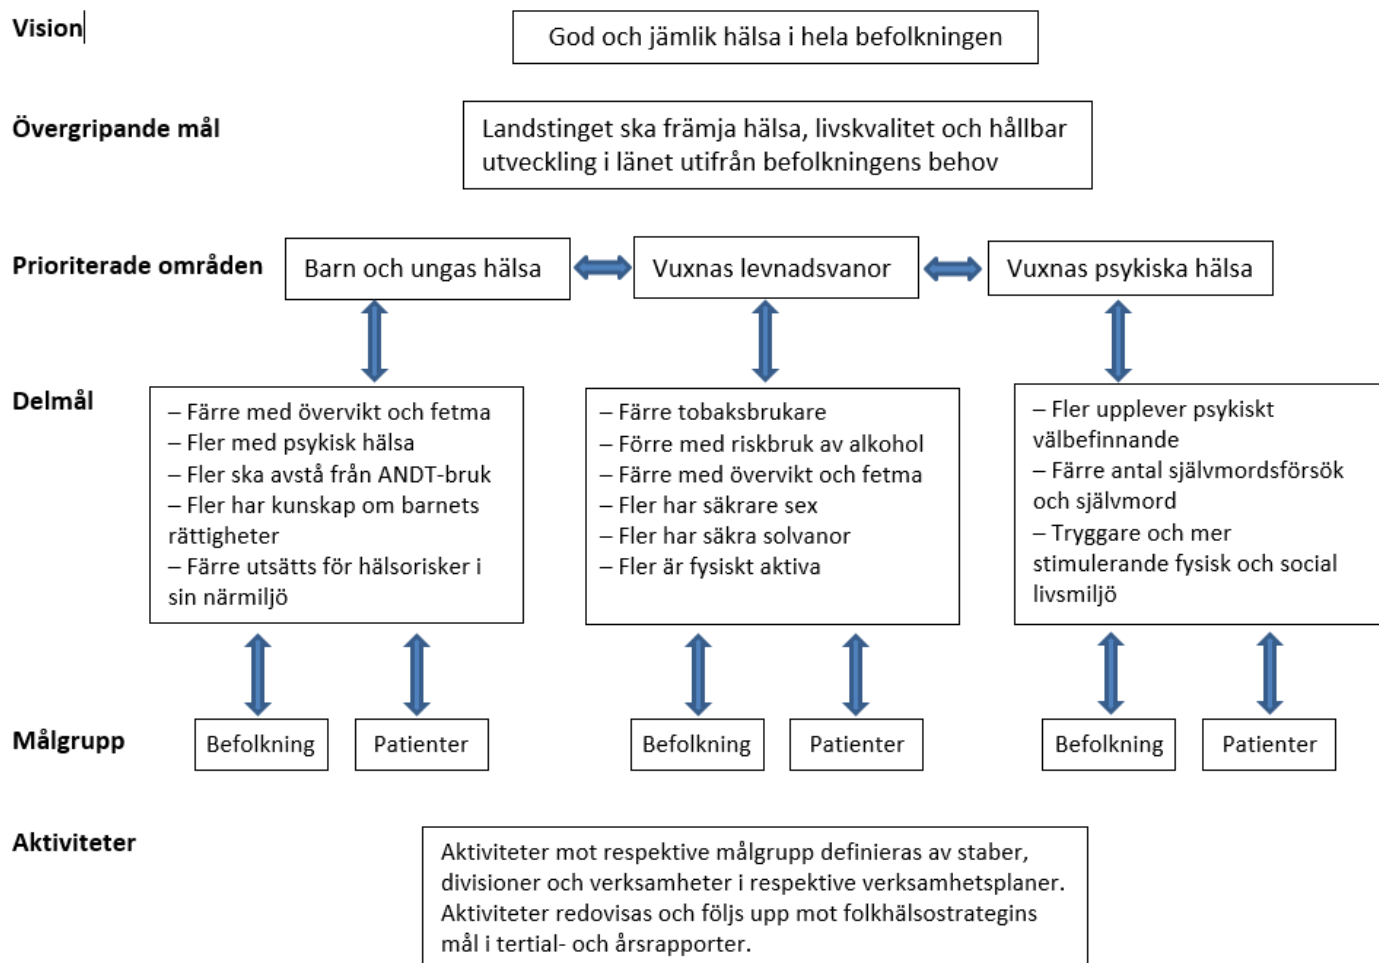 Vision
God och jämlik hälsa i hela befolkningen
Övergripande mål
Landstinget ska främja hälsa, livskvalitet och hållbar
utveckling i länet utifrån befolkningens behov
Prioriterade områden
Barn och ungas hälsa
Vuxnas levnadsvanor
Vuxnas psykiska hälsa
Delmål
– Färre med övervikt och fetma
– Fler med psykisk hälsa
– Fler ska avstå från ANDT-bruk
– Fler har kunskap om barnets
rättigheter
– Färre utsätts för hälsorisker i
sin närmiljö
– Färre tobaksbrukare
– Förre med riskbruk av alkohol
– Färre med övervikt och fetma
– Fler har säkrare sex
– Fler har säkra solvanor
– Fler är fysiskt aktiva
– Fler upplever psykiskt
välbefinnande
– Färre antal självmordsförsök
och självmord
– Tryggare och mer
stimulerande fysisk och social
livsmiljö
Målgrupp
Befolkning
Patienter
Befolkning
Patienter
Befolkning
Patienter
Aktiviteter
Aktiviteter mot respektive målgrupp definieras av staber,
divisioner och verksamheter i respektive verksamhetsplaner.
Aktiviteter redovisas och följs upp mot folkhälsostrategins
mål i tertial- och årsrapporter.